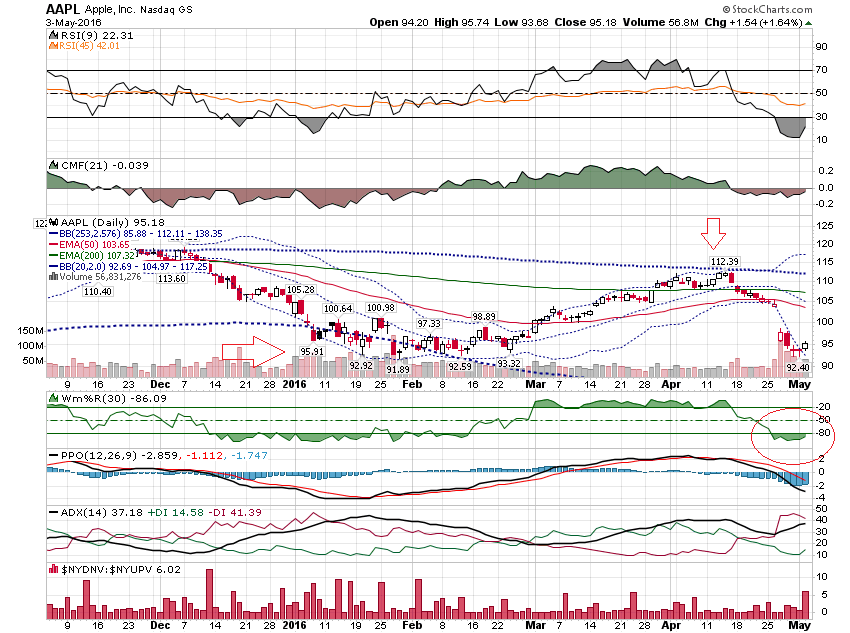 AAPL Apple, Inc. Nasdaq GS
© StockCharts.com
3-May-2016
Open 94.20 High 95.74 Low 93.68 Close 95.18 Volume 56.8M Chg +1.54 (+1.64%)
RSI(9) 22.31
RSI(45) 42.01
90
70
50
30
10
CMF(21) -0.039
0.2
0.0
-0.2
AAPL (Daily) 95.18
BB(253,2.576) 85.88 - 112.11 - 138.35
EMA(50) 103.65
EMA(200) 107.32
BB(20,2.0) 92.69 - 104.97 - 117.25
Volume 56,831,276
110.40
113.60
105.28
95.91
100.64
92.92
100.98
91.89
97.33
92.59
98.89
93.32
112.39
92.40
125
120
115
110
105
100
95
90
150M
100M
50M
9 16 23 Dec 7 14 21 28 2016 11 19 25 Feb 8 16 22 Mar 7 14 21 28 Apr 11 18 25 May
Wm%R(30) -86.09
-20
-50
-80
PPO(12,26,9) -2.859, -1.112, -1.747
2
0
-2
-4
ADX(14) 37.18 +DI 14.58 -DI 41.39
50
40
30
20
10
$NYDNV:$NYUPV 6.02
10
5
0
9 16 23 Dec 7 14 21 28 2016 11 19 25 Feb 8 16 22 Mar 7 14 21 28 Apr 11 18 25 May